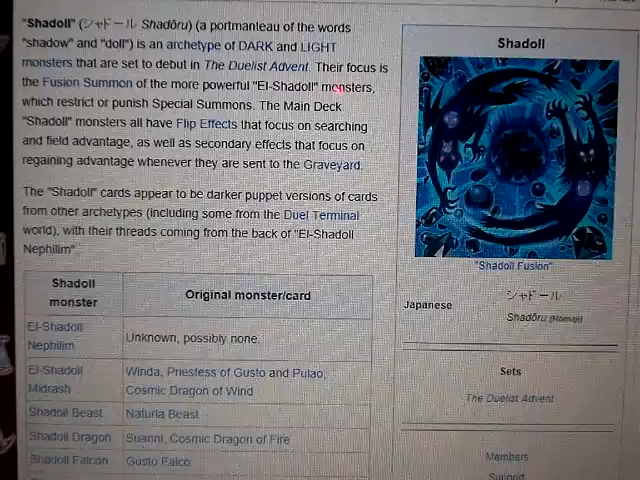 "Shadoll" (シャドール Shadōru) (a portmanteau of the words
"shadow" and "doll") is an archetype of DARK and LIGHT
monsters that are set to debut in The Duelist Advent. Their focus is
the Fusion Summon of the more powerful "El-Shadoll" monsters,
which restrict or punish Special Summons. The Main Deck
"Shadoll" monsters all have Flip Effects that focus on searching
and field advantage, as well as secondary effects that focus on
regaining advantage whenever they are sent to the Graveyard.
The "Shadoll" cards appear to be darker puppet versions of cards
from other archetypes (including some from the Duel Terminal
world), with their threads coming from the back of "El-Shadoll
Nephilim".
Shadoll
monster
Original monster/card
El-Shadoll
Nephilim
Unknown, possibly none.
El-Shadoll
Midrash
Winda, Priestess of Gusto and Pulao,
Cosmic Dragon of Wind
Shadoll Beast
Naturia Beast
Shadoll Dragon
Suanni, Cosmic Dragon of Fire
Shadoll Falcon
Gusto Falco
Shadoll
"Shadoll Fusion"
Japanese
シャドール
Shadōru (Rōmaji)
Sets
The Duelist Advent
Members
Support